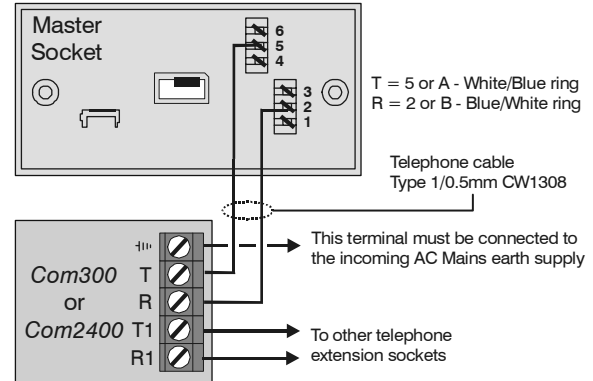 Master
Socket
6
5
4
3
2
1
T = 5 or A - White/Blue ring
R = 2 or B - Blue/White ring
Telephone cable
Type 1/0.5mm CW1308
This terminal must be connected to
the incoming AC Mains earth supply
Com300
or
Com2400
T
R
T1
R1
To other telephone
extension sockets